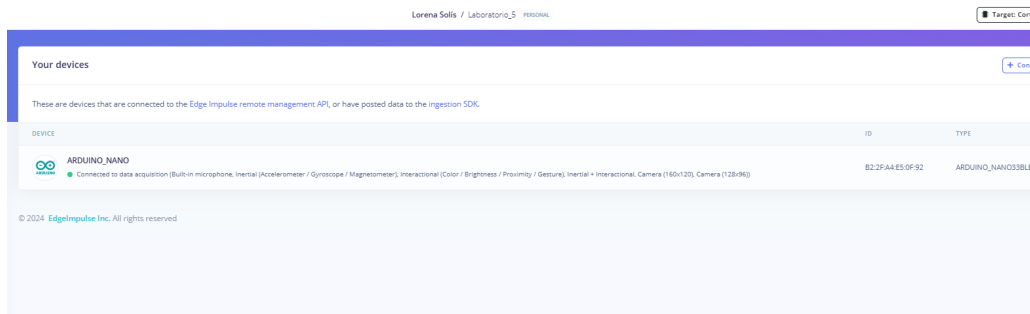 Lorena Solís / Laboratorio_5 PERSONAL
Target: Cort
Your devices
+ Con
These are devices that are connected to the Edge Impulse remote management API, or have posted data to the ingestion SDK.
DEVICE ID TYPE
ARDUINO_NANO
ARDUINO
Connected to data acquisition (Built-in microphone, Inertial (Accelerometer / Gyroscope / Magnetometer), Interactional (Color / Brightness / Proximity / Gesture), Inertial + Interactional, Camera (160x120), Camera (128x96))
B2:2F:A4:E5:0F:92 ARDUINO_NANO33BLE
© 2024 EdgeImpulse Inc. All rights reserved